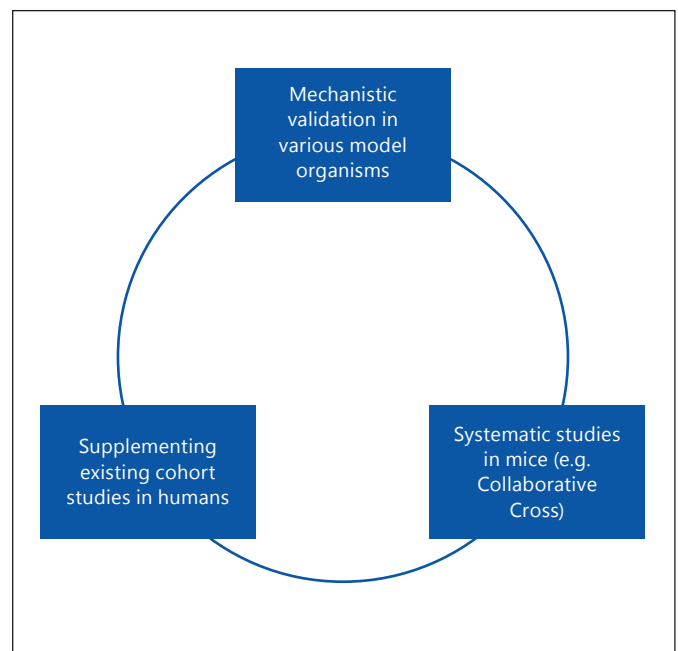 Mechanistic
validation in
various model
organisms
Supplementing
existing cohort
studies in humans
Systematic studies
in mice (e.g.
Collaborative
Cross)